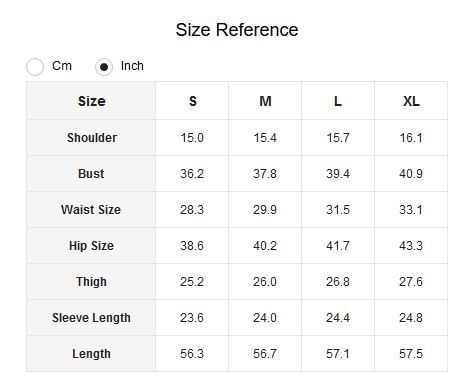 Size Reference
Cm Inch
Size S M L XL
Shoulder 15.0 15.4 15.7 16.1
Bust 36.2 37.8 39.4 40.9
Waist Size 28.3 29.9 31.5 33.1
Hip Size 38.6 40.2 41.7 43.3
Thigh 25.2 26.0 26.8 27.6
Sleeve Length 23.6 24.0 24.4 24.8
Length 56.3 56.7 57.1 57.5